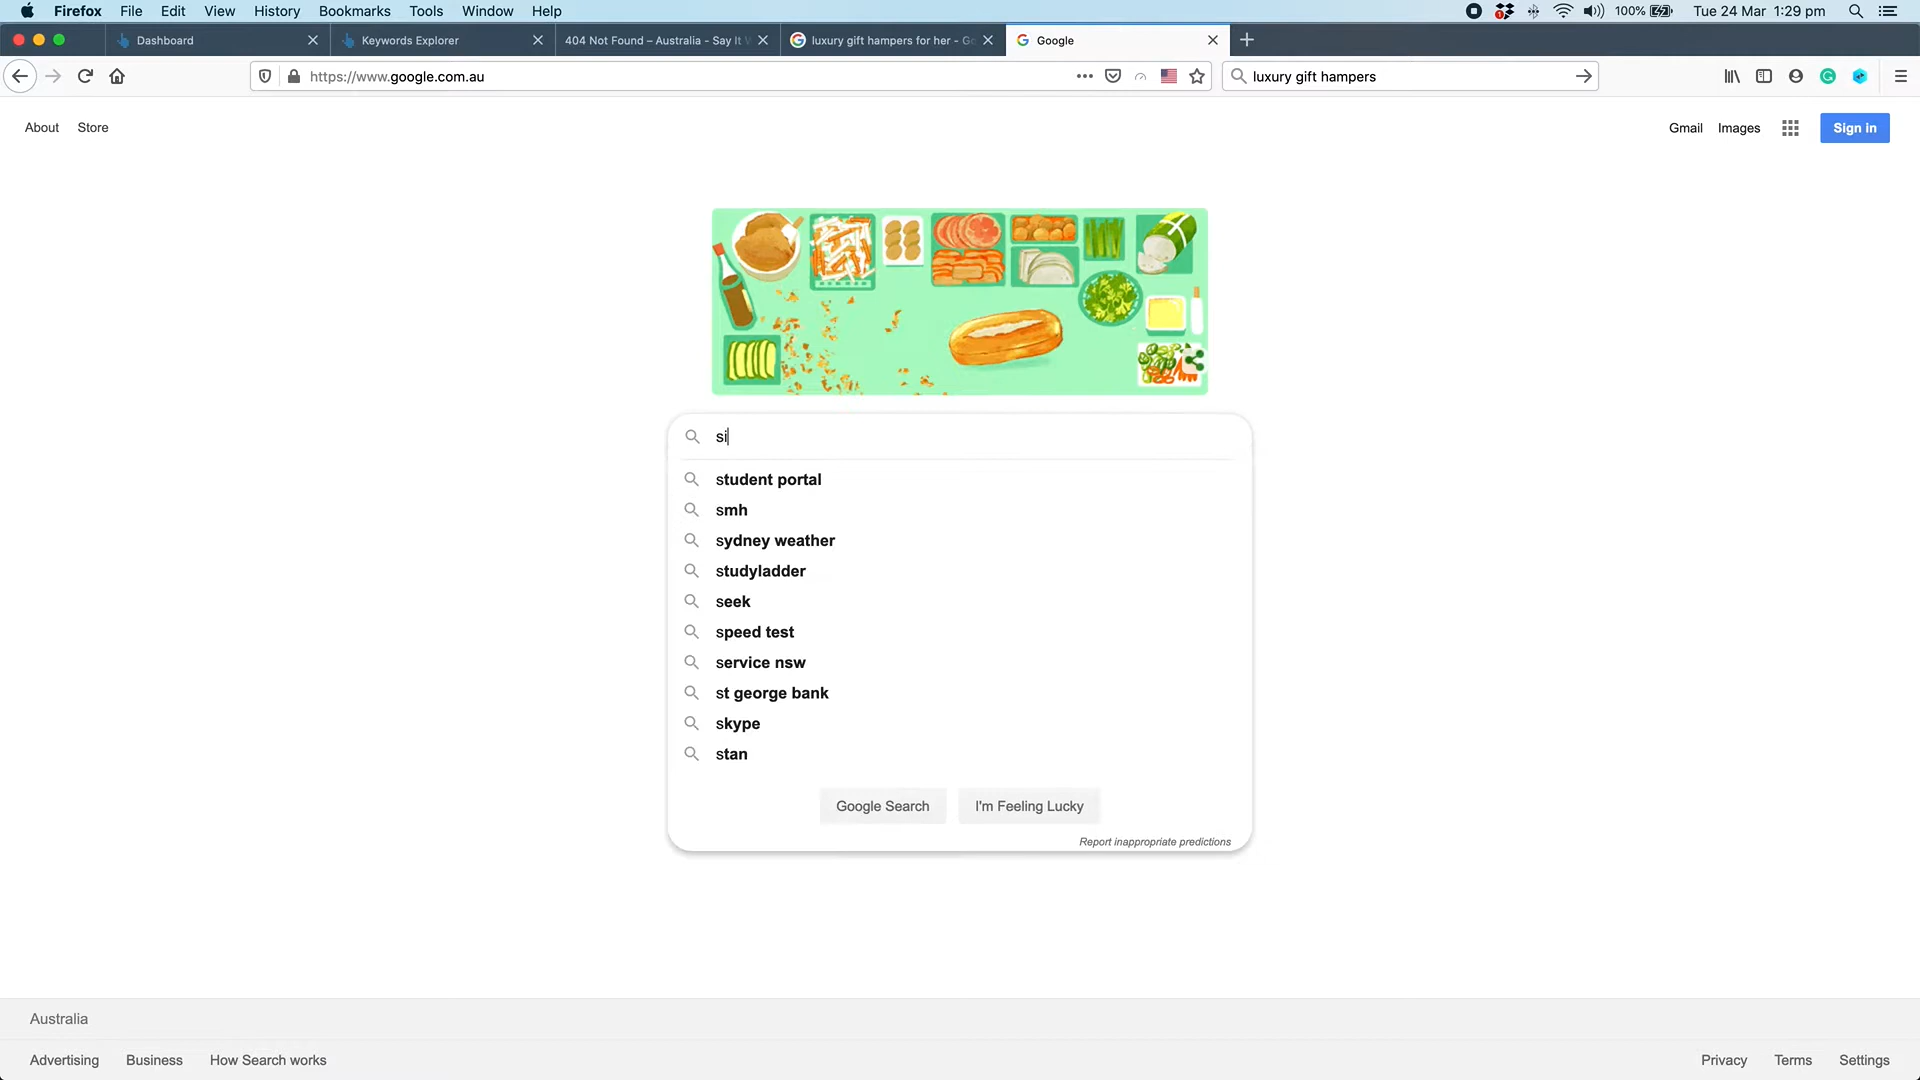 Firefox File Edit View History Bookmarks Tools Window Help 100% Tue 24 Mar 1:29 pm
Dashboard Keywords Explorer 404 Not Found – Australia - Say It luxury gift hampers for her - Google
https://www.google.com.au luxury gift hampers
About Store Gmail Images Sign in
si
student portal
smh
sydney weather
studyladder
seek
speed test
service nsw
st george bank
skype
stan
Google Search I'm Feeling Lucky
Report inappropriate predictions
Australia
Advertising Business How Search works Privacy Terms Settings